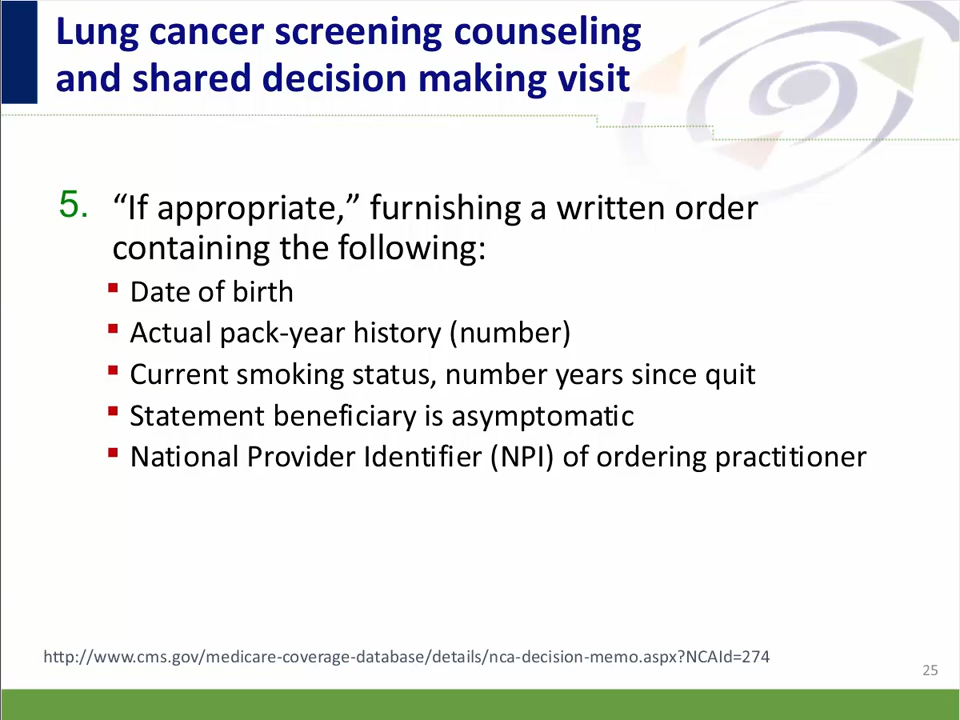 Lung cancer screening counseling
and shared decision making visit
5. “If appropriate,” furnishing a written order
containing the following:
▪ Date of birth
▪ Actual pack-year history (number)
▪ Current smoking status, number years since quit
▪ Statement beneficiary is asymptomatic
▪ National Provider Identifier (NPI) of ordering practitioner
http://www.cms.gov/medicare-coverage-database/details/nca-decision-memo.aspx?NCAId=274
25